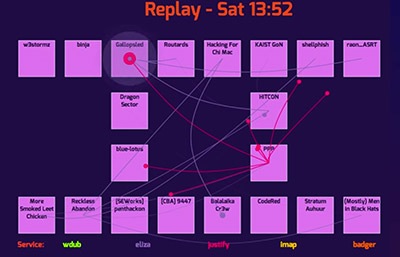 Replay - Sat 13:52
w3stormz binja Gallopsled Routards Hacking For Chi Mac KAIST GoN shellphish raon_ASRT
Dragon Sector HITCON
blue-lotus PPP
More Smoked Leet Chicken Reckless Abandon [SEWorks] penthackon [CBA] 9447 Balalaika Cr3w CodeRed Stratum Auhuur (Mostly) Men In Black Hats
Service: wdub eliza justify imap badger